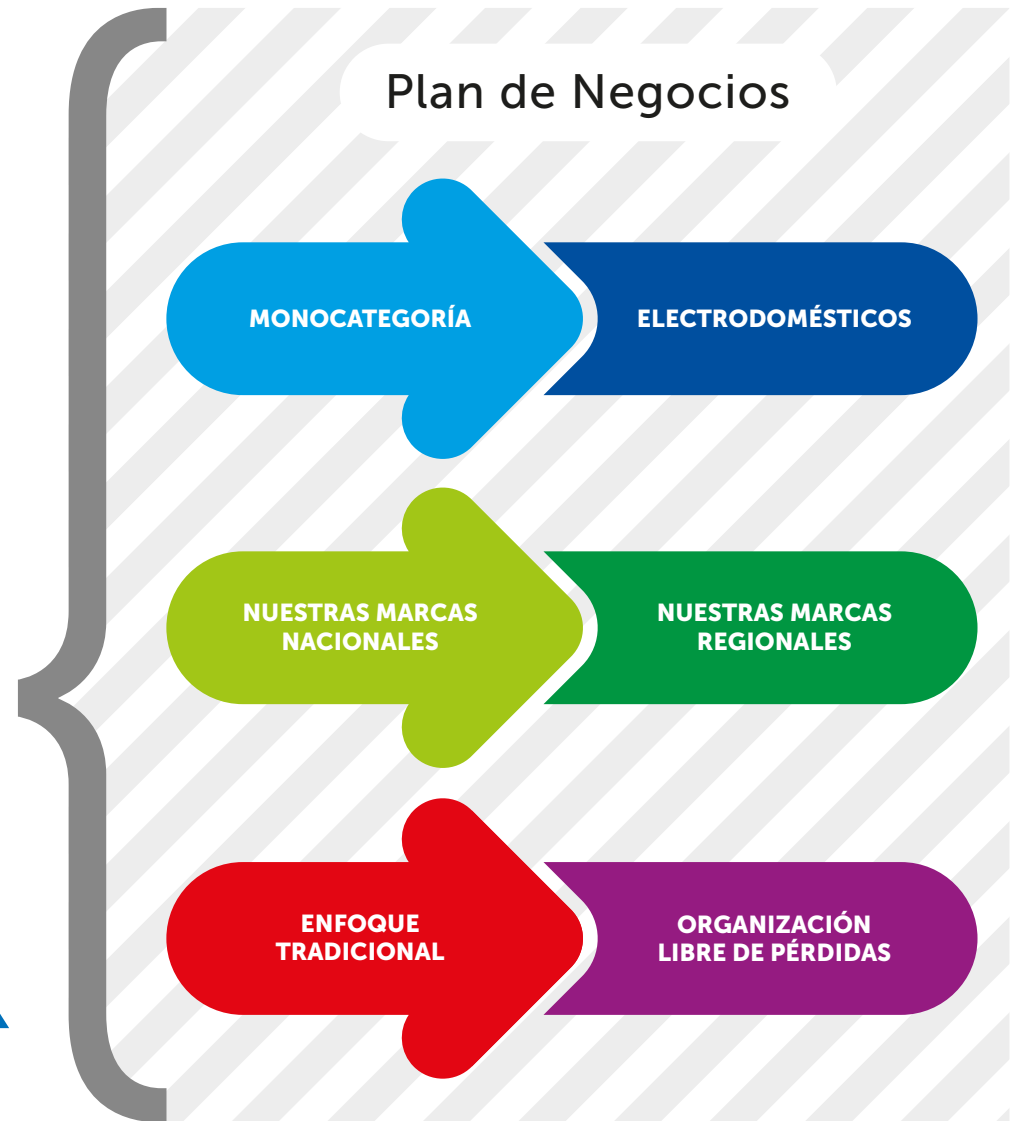 Plan de Negocios
MONOCATEGORÍA
ELECTRODOMÉSTICOS
NUESTRAS MARCAS
NACIONALES
NUESTRAS MARCAS
REGIONALES
ENFOQUE
TRADICIONAL
ORGANIZACIÓN
LIBRE DE PÉRDIDAS